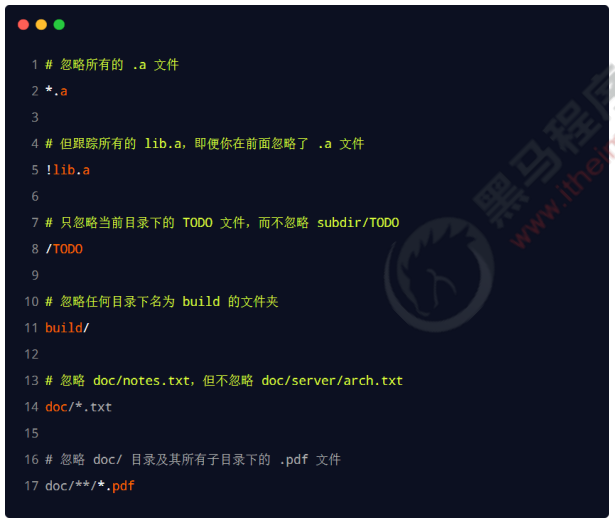 1 # 忽略所有的 .a 文件
2 *.a
3
4 # 但跟踪所有的 lib.a，即便你在前面忽略了 .a 文件
5 !lib.a
6
7 # 只忽略当前目录下的 TODO 文件，而不忽略 subdir/TODO
8 /TODO
9
10 # 忽略任何目录下名为 build 的文件夹
11 build/
12
13 # 忽略 doc/notes.txt，但不忽略 doc/server/arch.txt
14 doc/*.txt
15
16 # 忽略 doc/ 目录及其所有子目录下的 .pdf 文件
17 doc/**/*.pdf
黑马程序